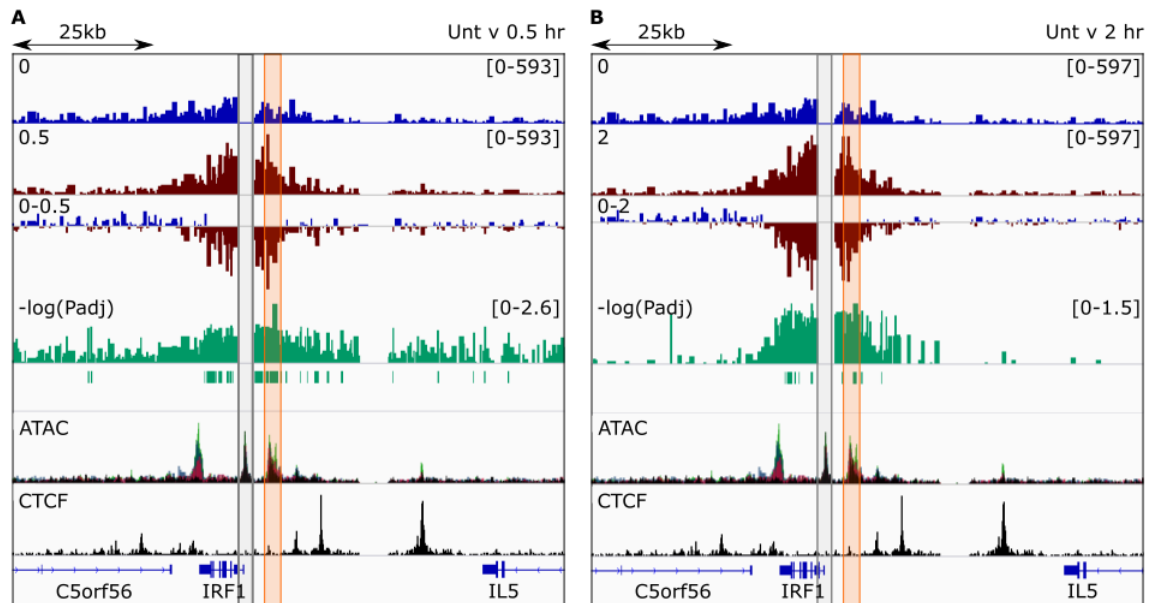 A
25kb
Unt v 0.5 hr
0
[0-593]
0.5
[0-593]
0-0.5
-log(Padj)
[0-2.6]
ATAC
CTCF
C5orf56
IRF1
IL5
B
25kb
Unt v 2 hr
0
[0-597]
2
[0-597]
0-2
-log(Padj)
[0-1.5]
ATAC
CTCF
C5orf56
IRF1
IL5